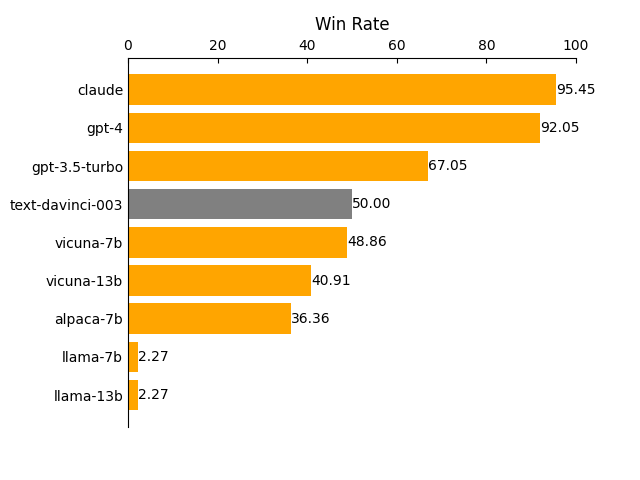 Win Rate
0 20 40 60 80 100
claude 95.45
gpt-4 92.05
gpt-3.5-turbo 67.05
text-davinci-003 50.00
vicuna-7b 48.86
vicuna-13b 40.91
alpaca-7b 36.36
llama-7b 2.27
llama-13b 2.27